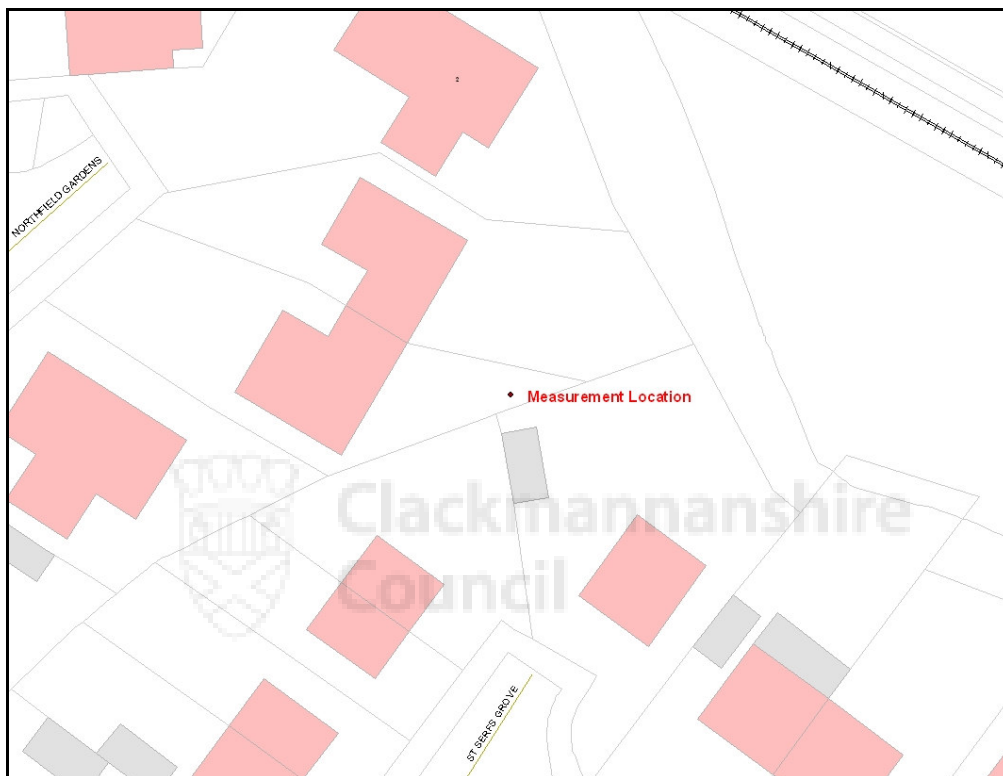 NORTHFIELD GARDENS
Measurement Location
Clackmannanshire
Council
ST SERFS GROVE